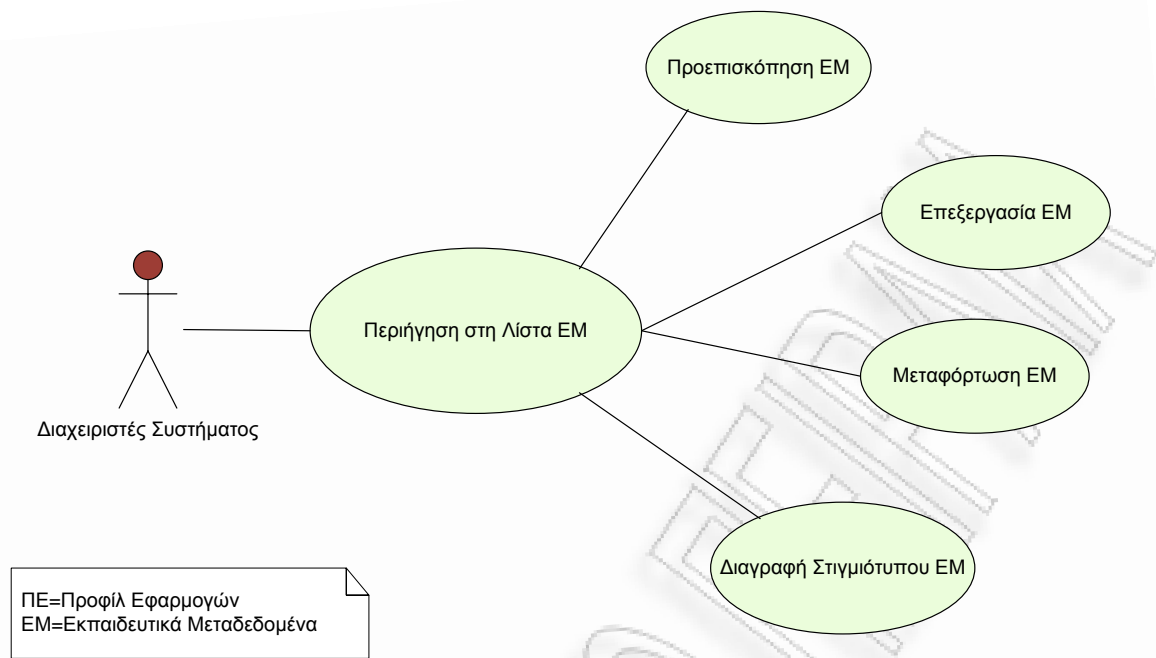 Προεπισκόπηση ΕΜ
Επεξεργασία ΕΜ
Περιήγηση στη Λίστα ΕΜ
Μεταφόρτωση ΕΜ
Διαχειριστές Συστήματος
Διαγραφή Στιγμιότυπου ΕΜ
ΠΕ=Προφίλ Εφαρμογών
ΕΜ=Εκπαιδευτικά Μεταδεδομένα